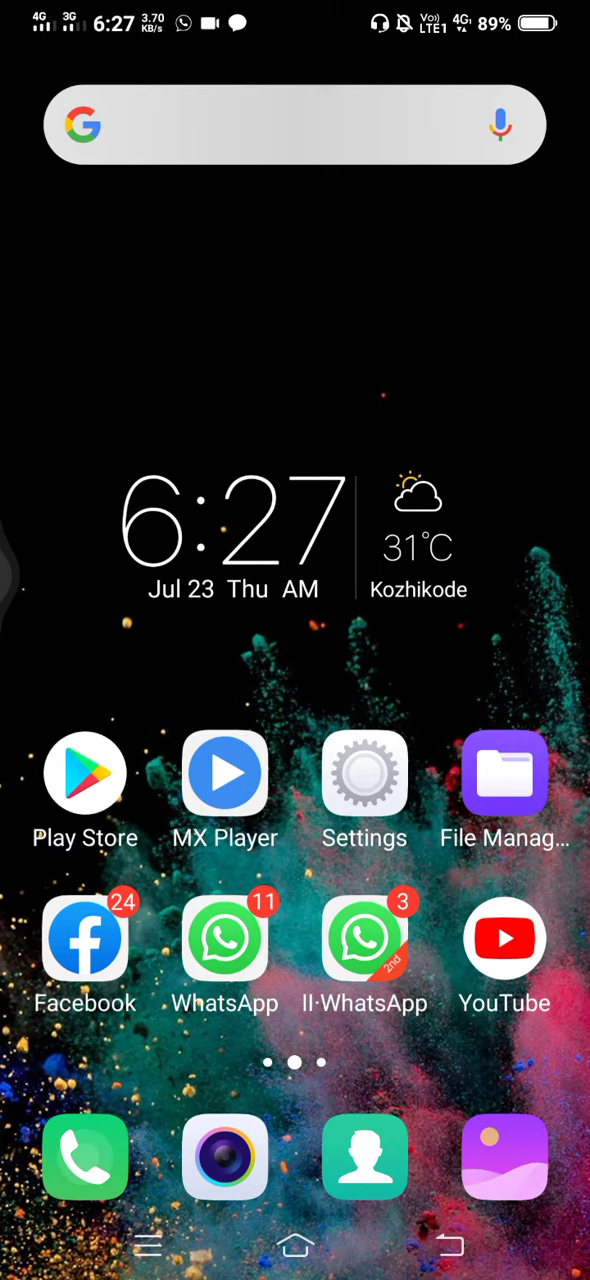 4G 3G 6:27 3.70 KB/s VoLTE1 4G 89%
6:27
Jul 23 Thu AM
31°C
Kozhikode
Play Store MX Player Settings File Manag...
24 11 3
2nd
Facebook WhatsApp II·WhatsApp YouTube